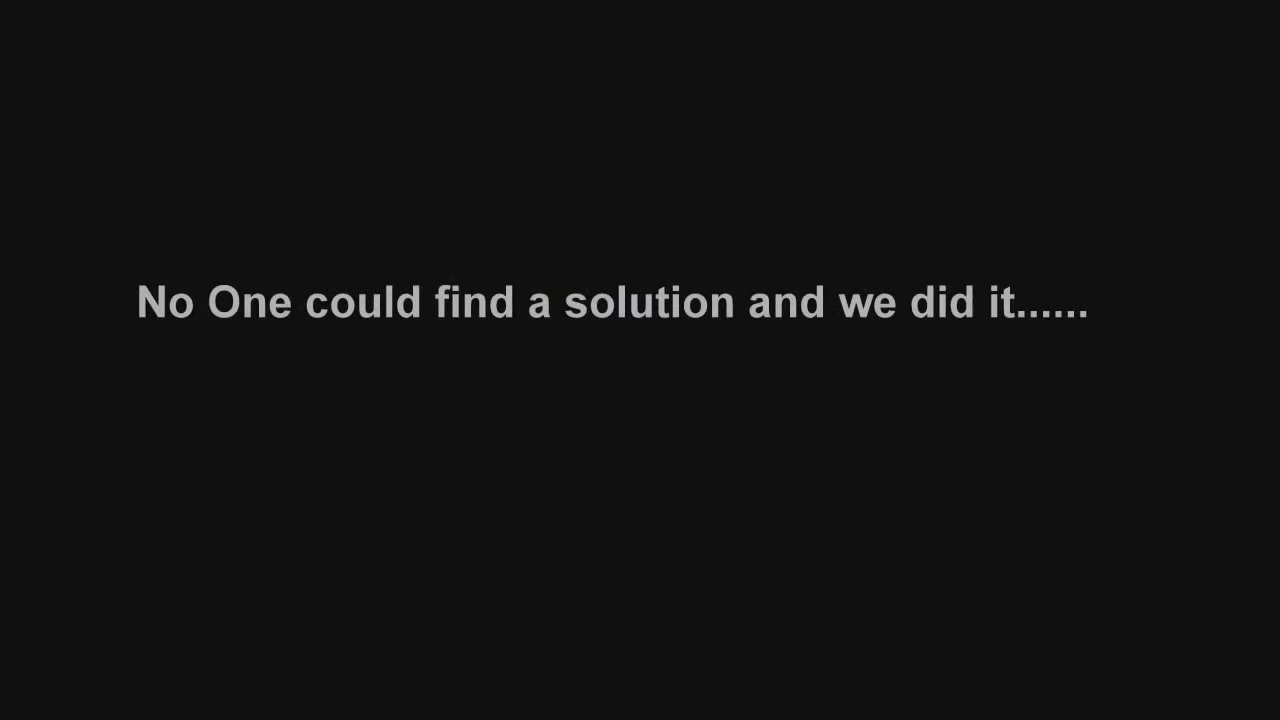 No One could find a solution and we did it......